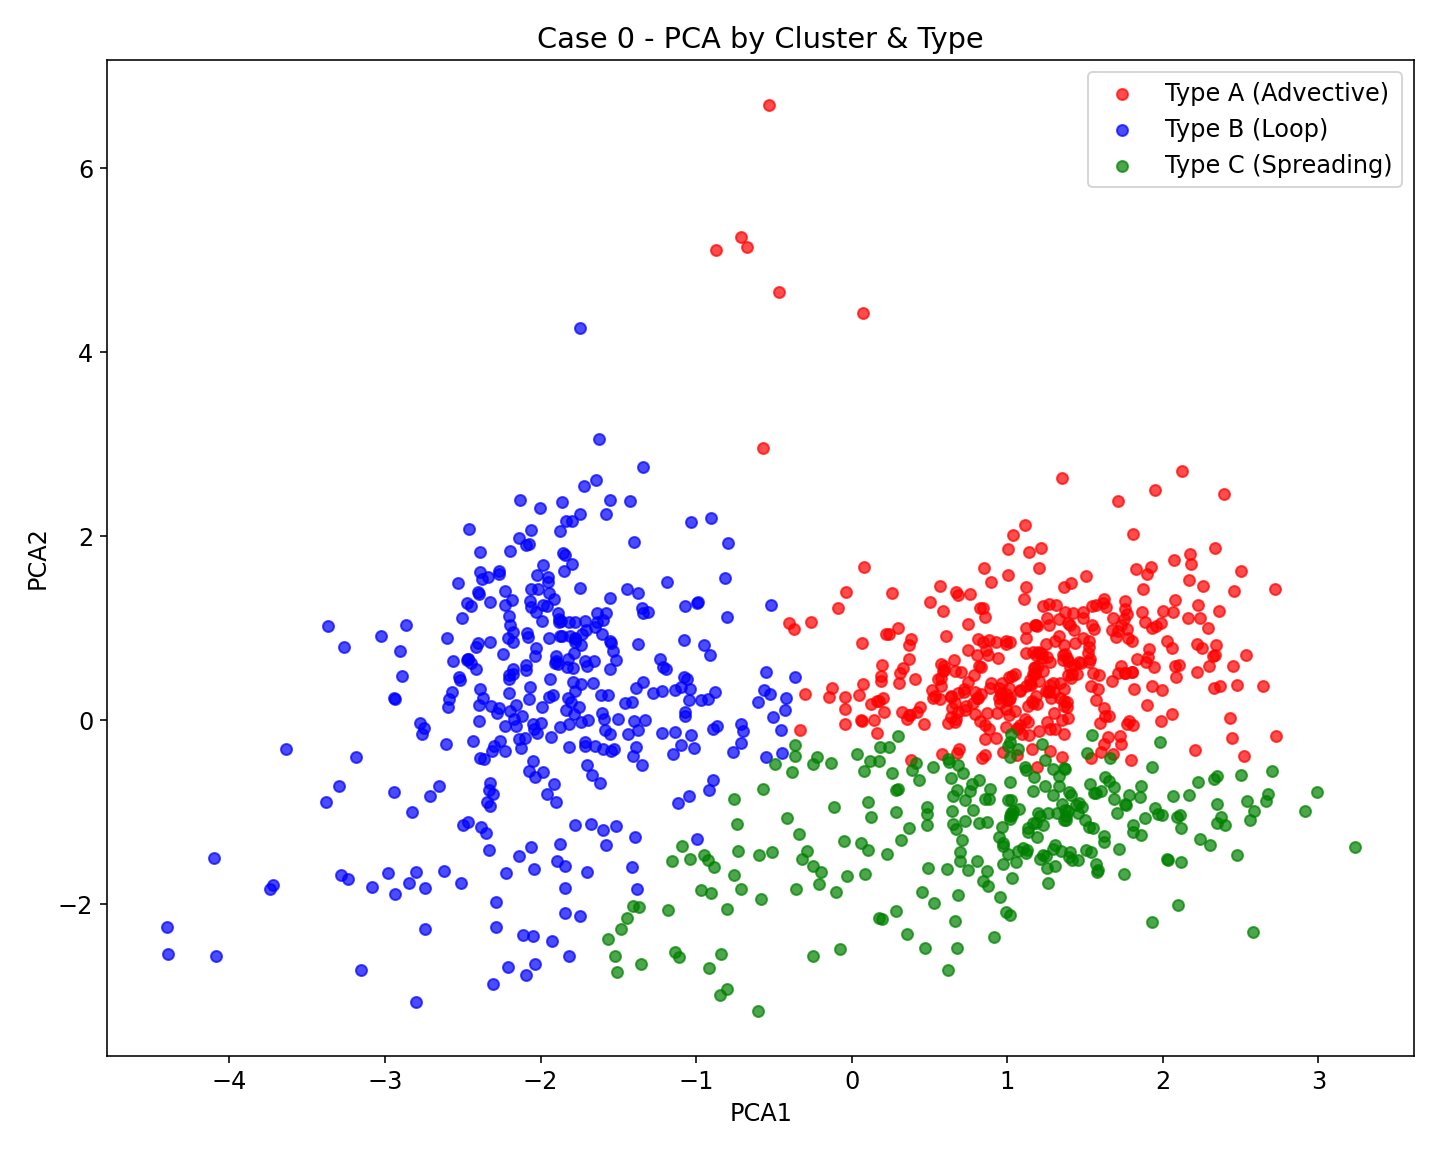 Case 0 - PCA by Cluster & Type
Type A (Advective)
Type B (Loop)
Type C (Spreading)
6
4
2
0
−2
PCA2
−4
−3
−2
−1
0
1
2
3
PCA1